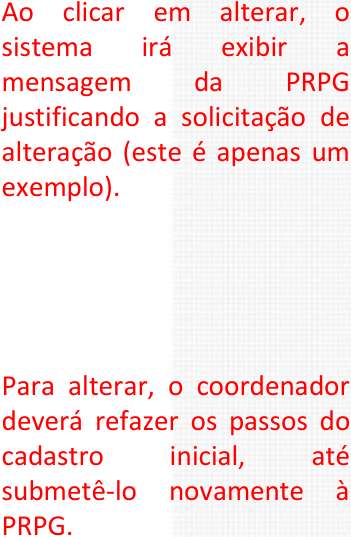 Ao clicar em alterar, o
sistema irá exibir a
mensagem da PRPG
justificando a solicitação de
alteração (este é apenas um
exemplo).
Para alterar, o coordenador
deverá refazer os passos do
cadastro inicial, até
submetê-lo novamente à
PRPG.